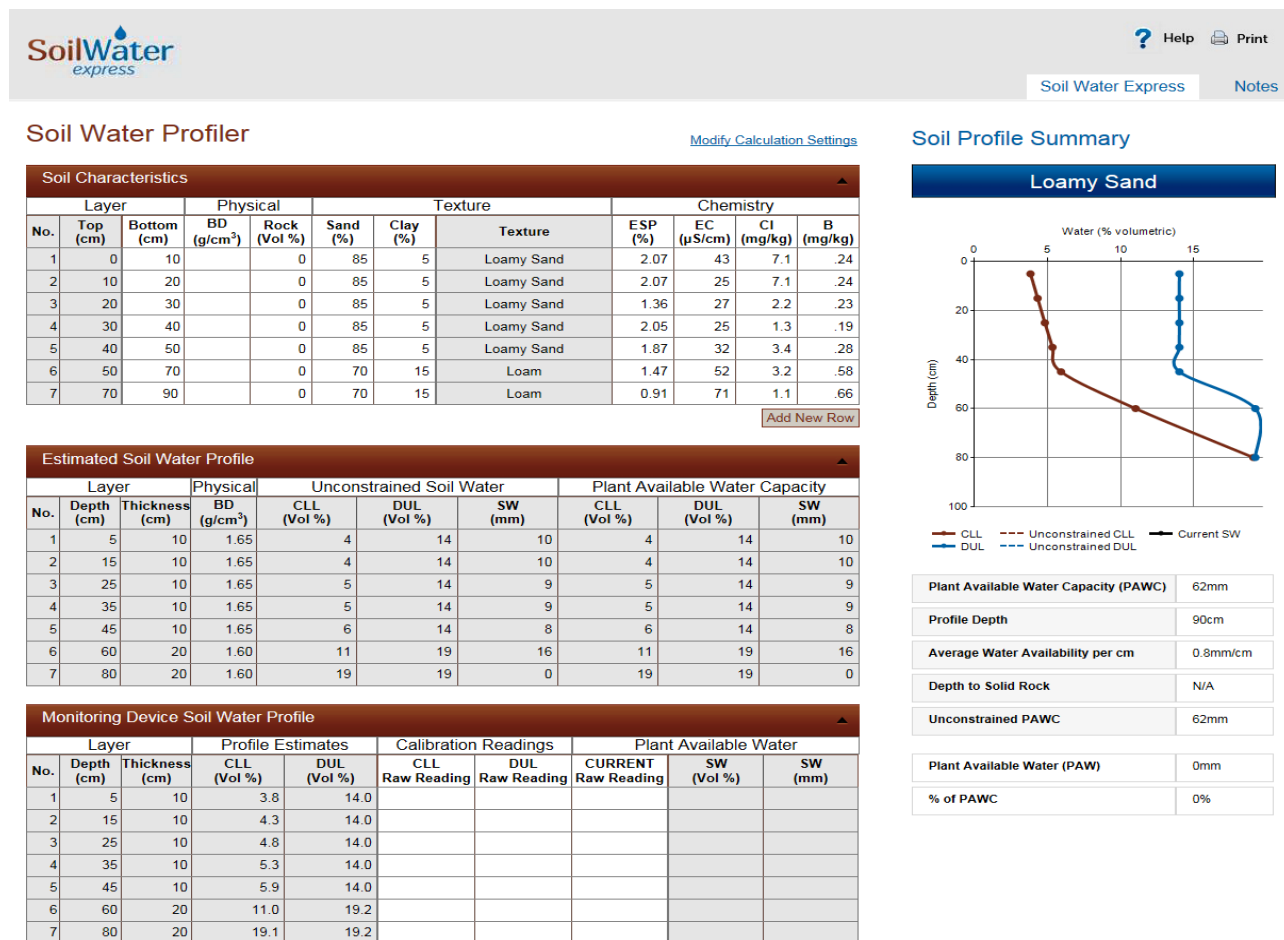 SoilWater
express
? Help Print
Soil Water Express Notes
Soil Water Profiler
Modify Calculation Settings
Soil Characteristics
Layer Physical Texture Chemistry
No. Top (cm) Bottom (cm) BD (g/cm³) Rock (Vol %) Sand (%) Clay (%) Texture ESP (%) EC (µS/cm) Cl (mg/kg) B (mg/kg)
1 0 10 0 85 5 Loamy Sand 2.07 43 7.1 .24
2 10 20 0 85 5 Loamy Sand 2.07 25 7.1 .24
3 20 30 0 85 5 Loamy Sand 1.36 27 2.2 .23
4 30 40 0 85 5 Loamy Sand 2.05 25 1.3 .19
5 40 50 0 85 5 Loamy Sand 1.87 32 3.4 .28
6 50 70 0 70 15 Loam 1.47 52 3.2 .58
7 70 90 0 70 15 Loam 0.91 71 1.1 .66
Add New Row
Estimated Soil Water Profile
Layer Physical Unconstrained Soil Water Plant Available Water Capacity
No. Depth (cm) Thickness (cm) BD (g/cm³) CLL (Vol %) DUL (Vol %) SW (mm) CLL (Vol %) DUL (Vol %) SW (mm)
1 5 10 1.65 4 14 10 4 14 10
2 15 10 1.65 4 14 10 4 14 10
3 25 10 1.65 5 14 9 5 14 9
4 35 10 1.65 5 14 9 5 14 9
5 45 10 1.65 6 14 8 6 14 8
6 60 20 1.60 11 19 16 11 19 16
7 80 20 1.60 19 19 0 19 19 0
Monitoring Device Soil Water Profile
Layer Profile Estimates Calibration Readings Plant Available Water
No. Depth (cm) Thickness (cm) CLL (Vol %) DUL (Vol %) CLL Raw Reading DUL Raw Reading CURRENT Raw Reading SW (Vol %) SW (mm)
1 5 10 3.8 14.0
2 15 10 4.3 14.0
3 25 10 4.8 14.0
4 35 10 5.3 14.0
5 45 10 5.9 14.0
6 60 20 11.0 19.2
7 80 20 19.1 19.2
Soil Profile Summary
Loamy Sand
Water (% volumetric)
0 5 10 15
0
20
40
60
80
100
Depth (cm)
CLL Unconstrained CLL Current SW
DUL Unconstrained DUL
Plant Available Water Capacity (PAWC) 62mm
Profile Depth 90cm
Average Water Availability per cm 0.8mm/cm
Depth to Solid Rock N/A
Unconstrained PAWC 62mm
Plant Available Water (PAW) 0mm
% of PAWC 0%